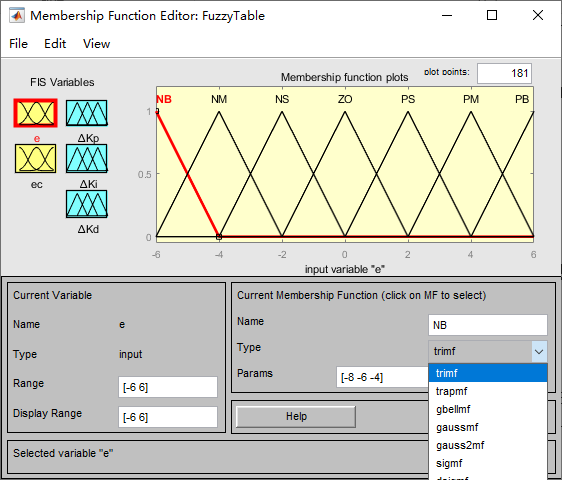 Membership Function Editor: FuzzyTable
File Edit View
FIS Variables
Membership function plots
plot points:
181
e
ec
ΔKp
ΔKi
ΔKd
NB NM NS ZO PS PM PB
1
0.5
0
-6 -4 -2 0 2 4 6
input variable "e"
Current Variable
Name e
Type input
Range [-6 6]
Display Range [-6 6]
Current Membership Function (click on MF to select)
Name NB
Type trimf
Params [-8 -6 -4]
trimf
trapmf
gbellmf
gaussmf
gauss2mf
sigmf
Help
Selected variable "e"